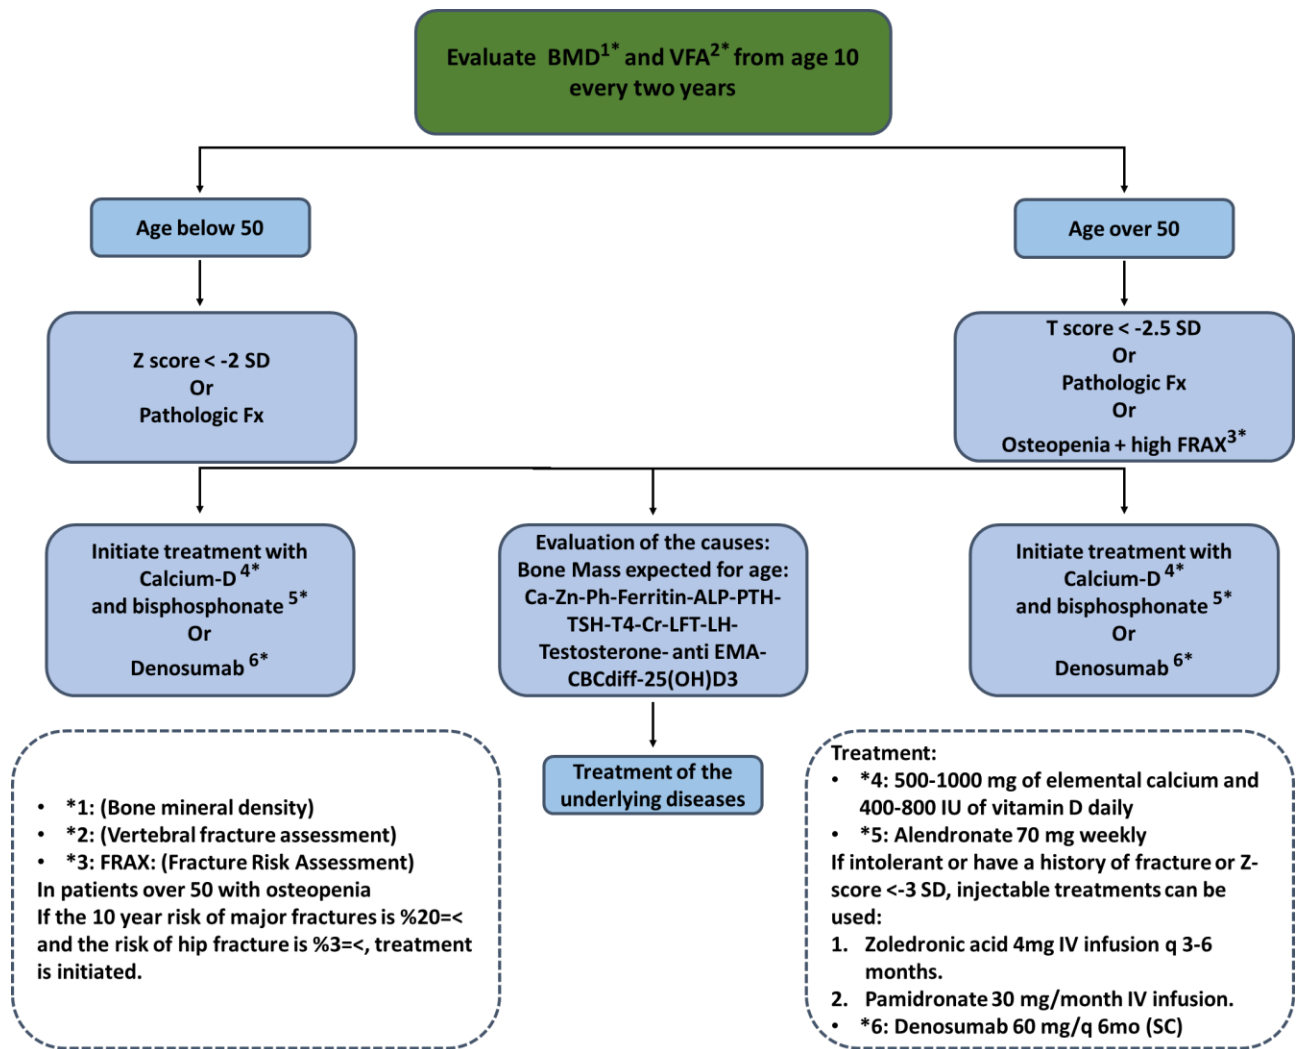 Evaluate BMD1* and VFA2* from age 10
every two years
Age below 50
Age over 50
Z score < -2 SD
Or
Pathologic Fx
T score < -2.5 SD
Or
Pathologic Fx
Or
Osteopenia + high FRAX3*
Initiate treatment with
Calcium-D 4*
and bisphosphonate 5*
Or
Denosumab 6*
Evaluation of the causes:
Bone Mass expected for age:
Ca-Zn-Ph-Ferritin-ALP-PTH-
TSH-T4-Cr-LFT-LH-
Testosterone- anti EMA-
CBCdiff-25(OH)D3
Initiate treatment with
Calcium-D 4*
and bisphosphonate 5*
Or
Denosumab 6*
Treatment of the
underlying diseases
• *1: (Bone mineral density)
• *2: (Vertebral fracture assessment)
• *3: FRAX: (Fracture Risk Assessment)
In patients over 50 with osteopenia
If the 10 year risk of major fractures is %20=<
and the risk of hip fracture is %3=<, treatment
is initiated.
Treatment:
• *4: 500-1000 mg of elemental calcium and
400-800 IU of vitamin D daily
• *5: Alendronate 70 mg weekly
If intolerant or have a history of fracture or Z-
score <-3 SD, injectable treatments can be
used:
1. Zoledronic acid 4mg IV infusion q 3-6
months.
2. Pamidronate 30 mg/month IV infusion.
• *6: Denosumab 60 mg/q 6mo (SC)